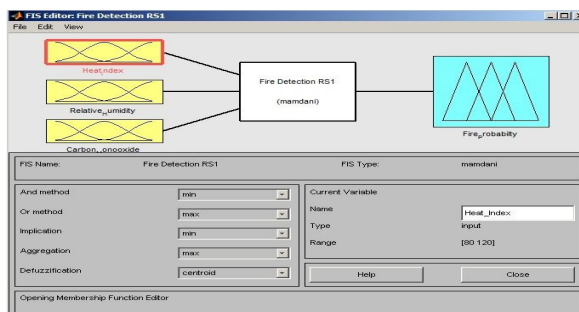 FIS Editor: Fire Detection RS1
File Edit View
Heat_Index
Fire Detection RS1
(mamdani)
Relative_Humidity
Fire_Probabilty
Carbon_Monooxide
FIS Name: Fire Detection RS1 FIS Type: mamdani
And method min
Or method max
Implication min
Aggregation max
Defuzzification centroid
Current Variable
Name Heat_Index
Type input
Range [80 120]
Help Close
Opening Membership Function Editor